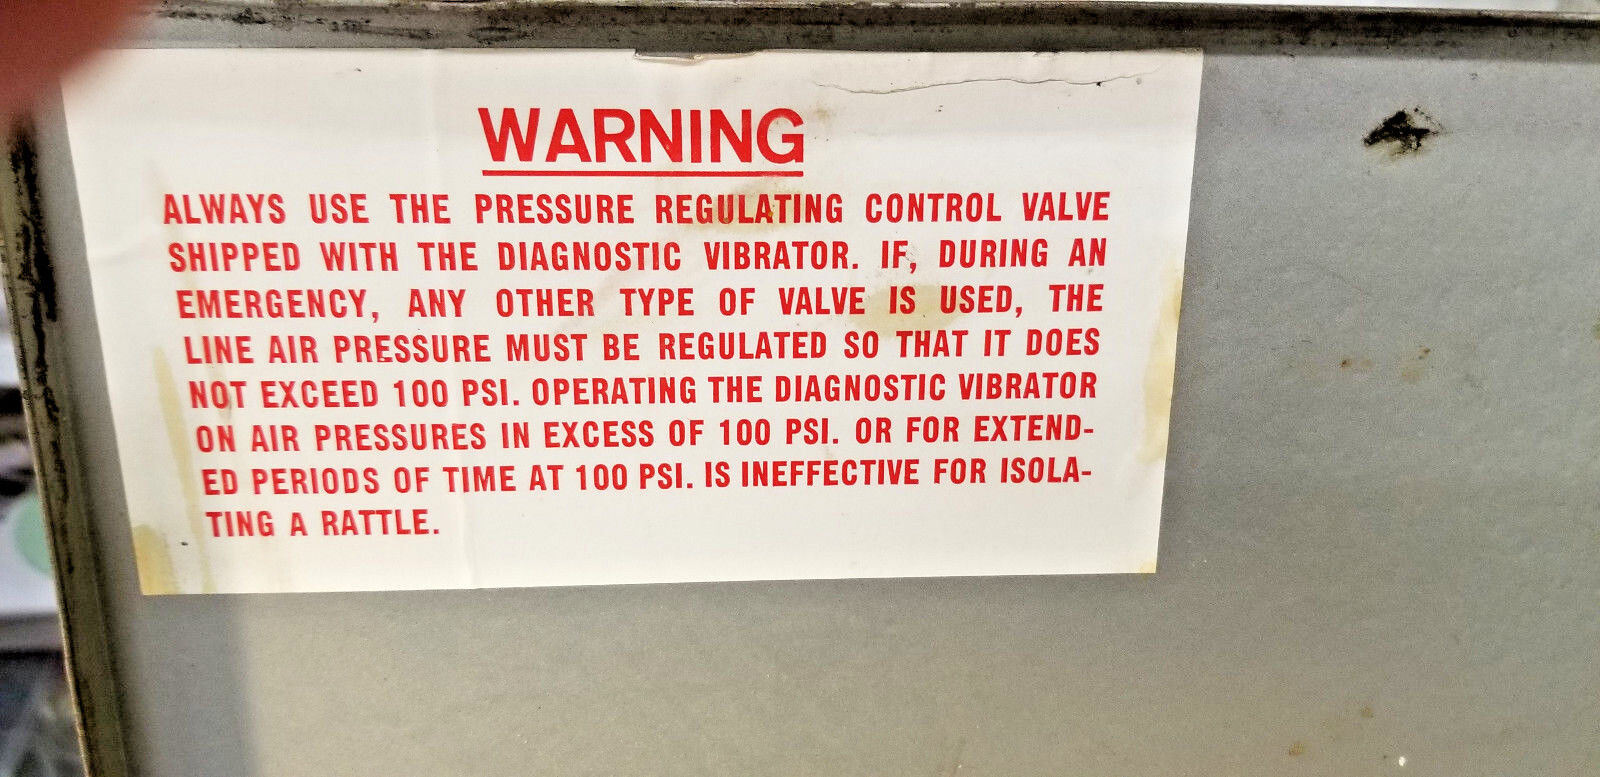 WARNING
ALWAYS USE THE PRESSURE REGULATING CONTROL VALVE
SHIPPED WITH THE DIAGNOSTIC VIBRATOR. IF, DURING AN
EMERGENCY, ANY OTHER TYPE OF VALVE IS USED, THE
LINE AIR PRESSURE MUST BE REGULATED SO THAT IT DOES
NOT EXCEED 100 PSI. OPERATING THE DIAGNOSTIC VIBRATOR
ON AIR PRESSURES IN EXCESS OF 100 PSI. OR FOR EXTEND-
ED PERIODS OF TIME AT 100 PSI. IS INEFFECTIVE FOR ISOLA-
TING A RATTLE.